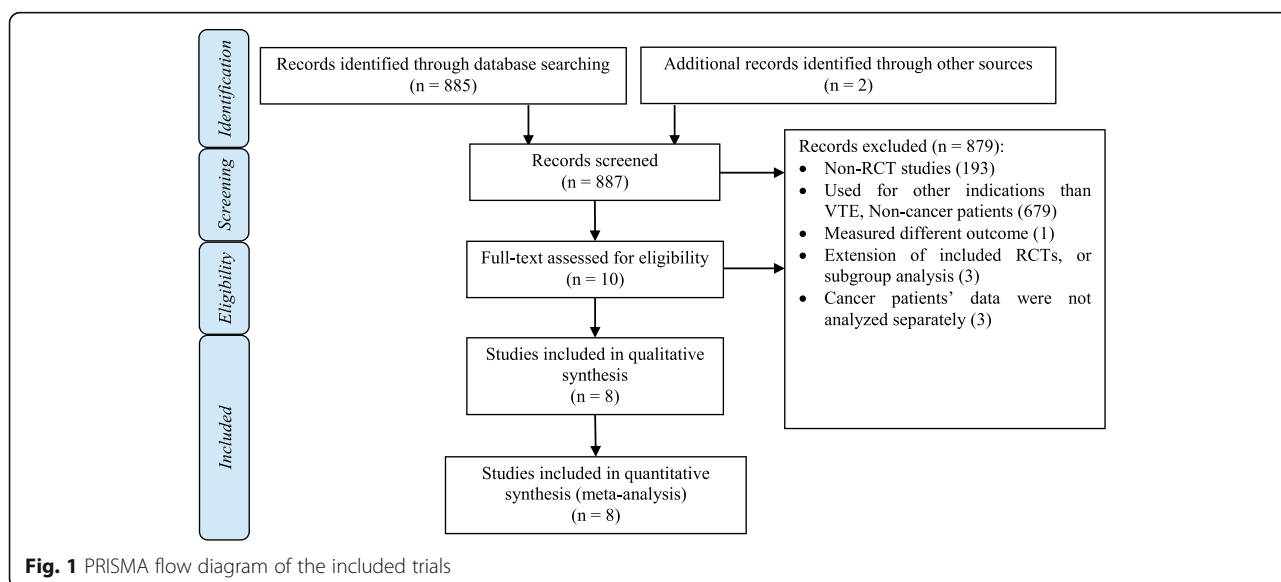 Identification
Records identified through database searching
(n = 885)
Additional records identified through other sources
(n = 2)
Screening
Records screened
(n = 887)
Records excluded (n = 879):
• Non-RCT studies (193)
• Used for other indications than
VTE, Non-cancer patients (679)
• Measured different outcome (1)
• Extension of included RCTs, or
subgroup analysis (3)
• Cancer patients’ data were not
analyzed separately (3)
Eligibility
Full-text assessed for eligibility
(n = 10)
Included
Studies included in qualitative
synthesis
(n = 8)
Studies included in quantitative
synthesis (meta-analysis)
(n = 8)
Fig. 1 PRISMA flow diagram of the included trials